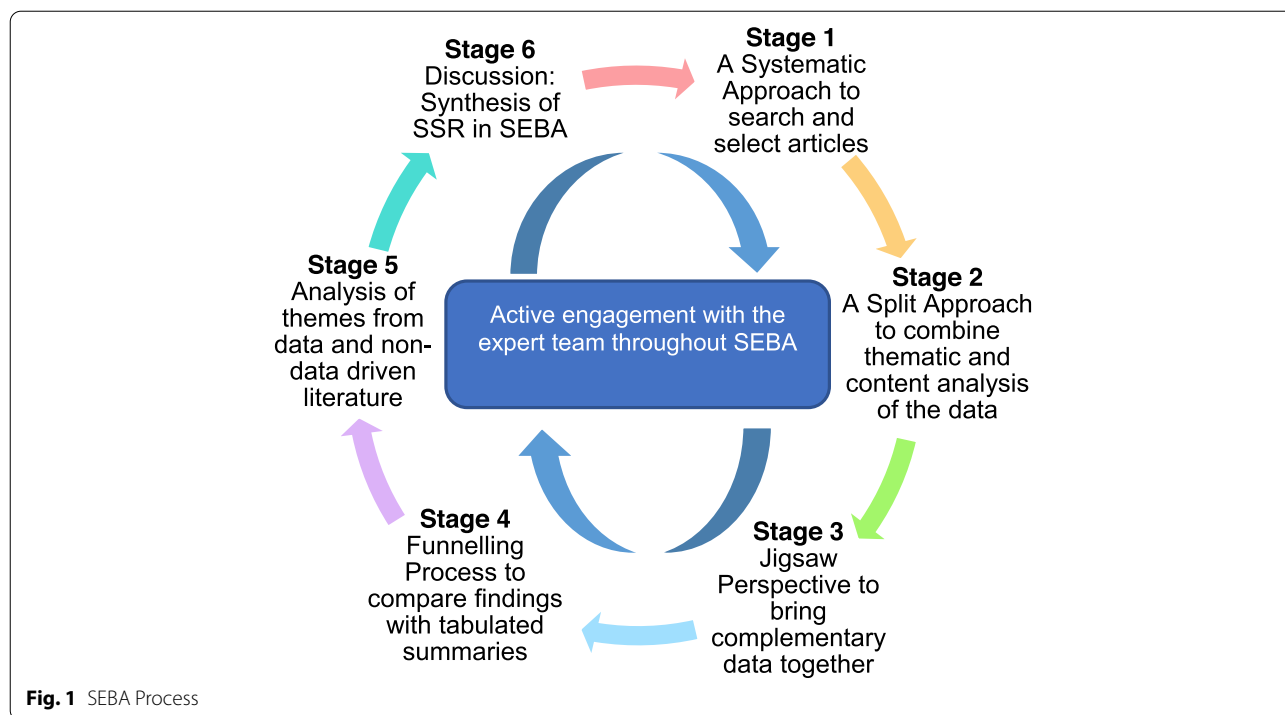 Stage 1
A Systematic
Approach to
search and
select articles
Stage 2
A Split Approach
to combine
thematic and
content analysis
of the data
Stage 3
Jigsaw
Perspective to
bring
complementary
data together
Stage 4
Funnelling
Process to
compare findings
with tabulated
summaries
Stage 5
Analysis of
themes from
data and non-
data driven
literature
Stage 6
Discussion:
Synthesis of
SSR in SEBA
Active engagement with the
expert team throughout SEBA
Fig. 1 SEBA Process